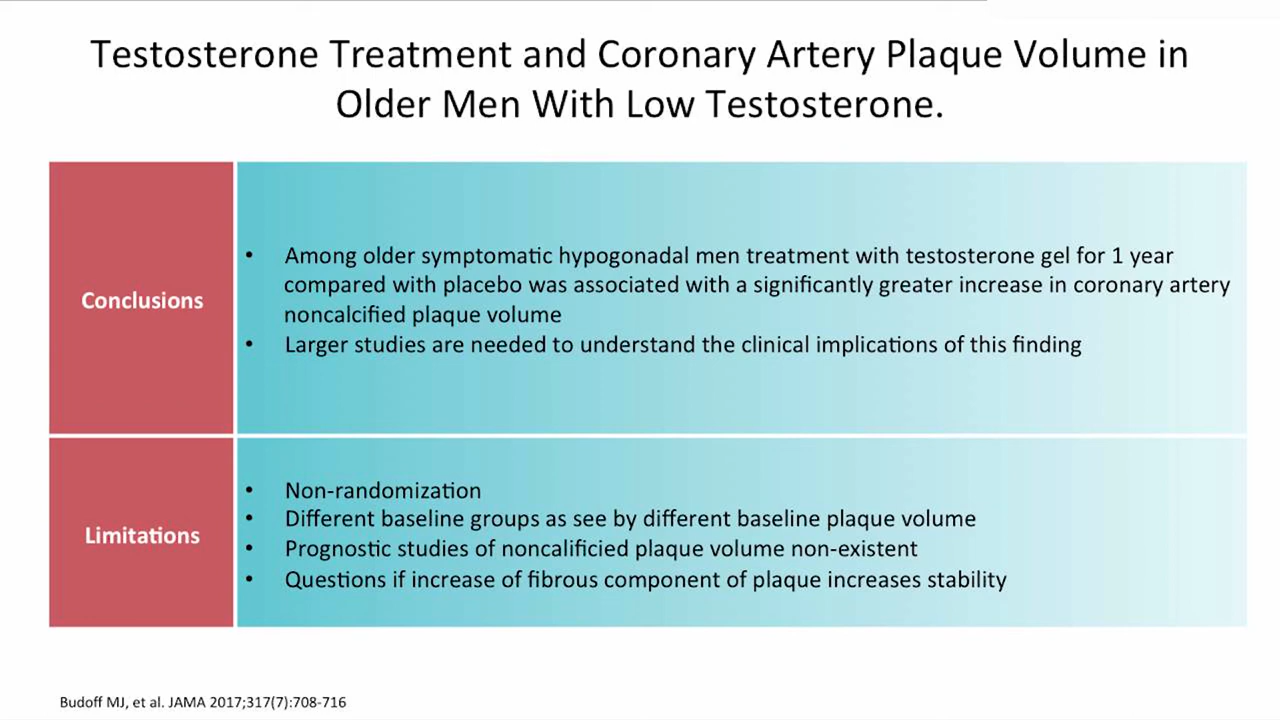 Testosterone Treatment and Coronary Artery Plaque Volume in
Older Men With Low Testosterone.
Conclusions
• Among older symptomatic hypogonadal men treatment with testosterone gel for 1 year
compared with placebo was associated with a significantly greater increase in coronary artery
noncalcified plaque volume
• Larger studies are needed to understand the clinical implications of this finding
Limitations
• Non-randomization
• Different baseline groups as see by different baseline plaque volume
• Prognostic studies of noncalificied plaque volume non-existent
• Questions if increase of fibrous component of plaque increases stability
Budoff MJ, et al. JAMA 2017;317(7):708-716